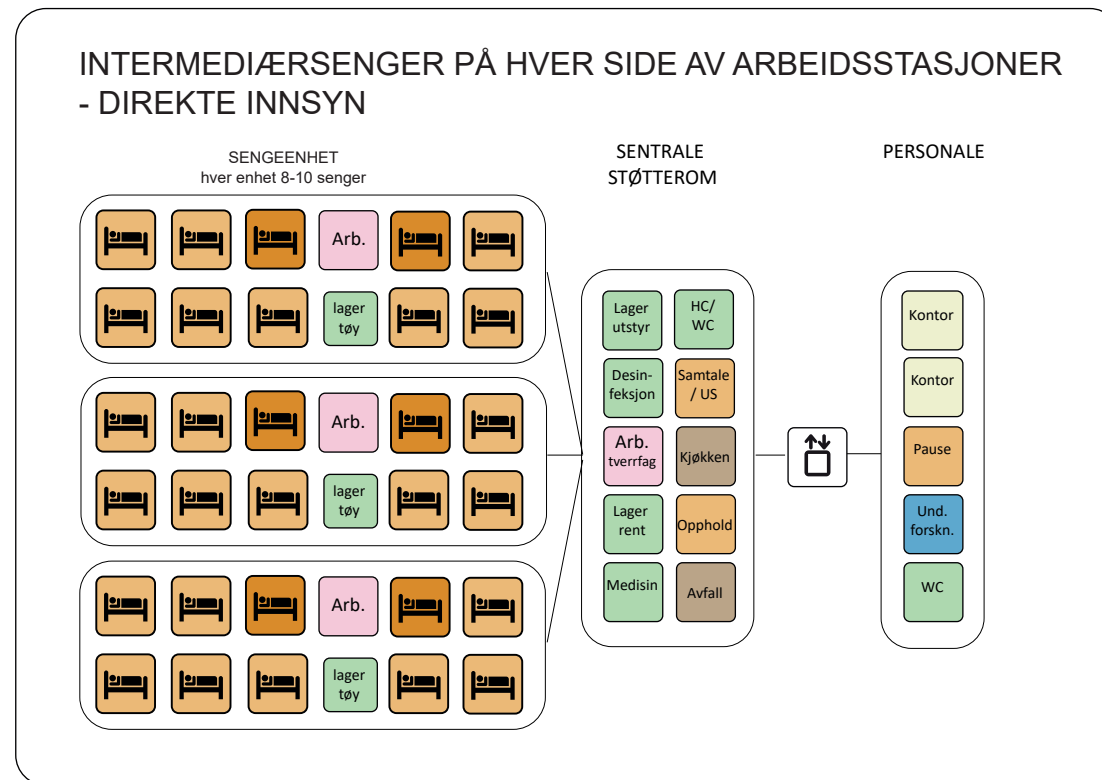 INTERMEDIÆRSENGER PÅ HVER SIDE AV ARBEIDSSTASJONER
- DIREKTE INNSYN
SENGEENHET
hver enhet 8-10 senger
SENTRALE
STØTTEROM
PERSONALE
Arb.
lager
tøy
Arb.
lager
tøy
Arb.
lager
tøy
Lager
utstyr
HC/
WC
Desin-
feksjon
Samtale
/ US
Arb.
tverrfag
Kjøkken
Lager
rent
Opphold
Medisin
Avfall
Kontor
Kontor
Pause
Und.
forskn.
WC